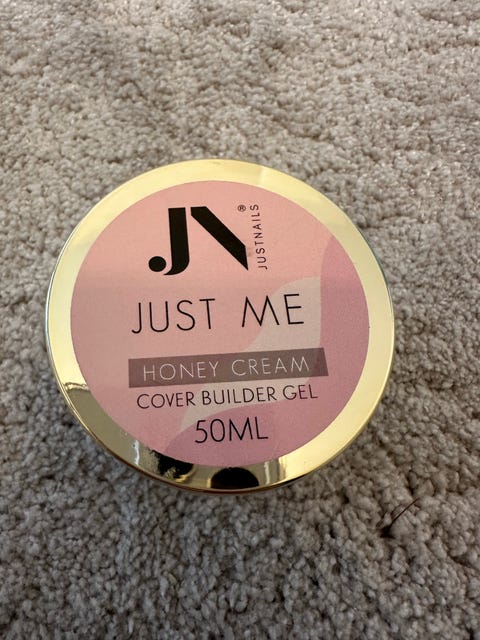 JN®
JUSTNAILS
JUST ME
HONEY CREAM
COVER BUILDER GEL
50ML